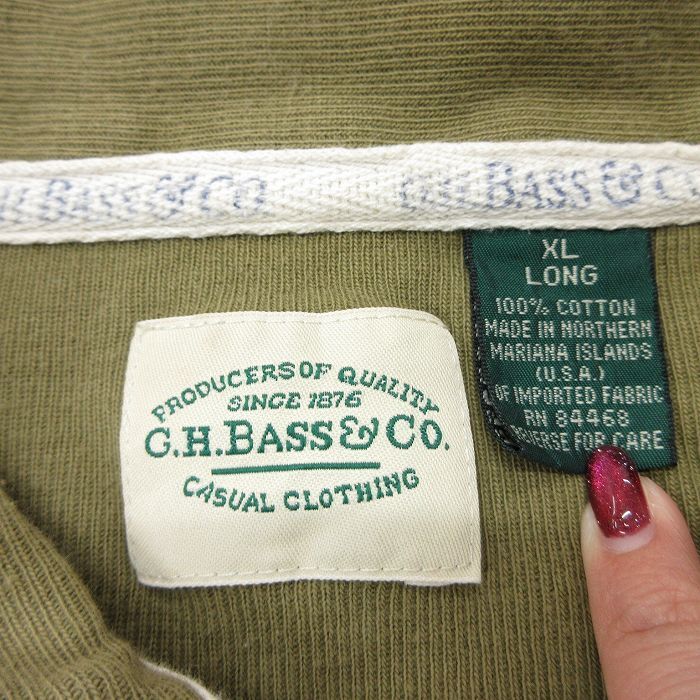 BASS & CO BASS & C
XL
LONG
100% COTTON
MADE IN NORTHERN
MARIANA ISLANDS
(U.S.A.)
OF IMPORTED FABRIC
RN 84468
FOR CARE
PRODUCERS OF QUALITY
SINCE 1876
G.H.BASS&CO.
CASUAL CLOTHING